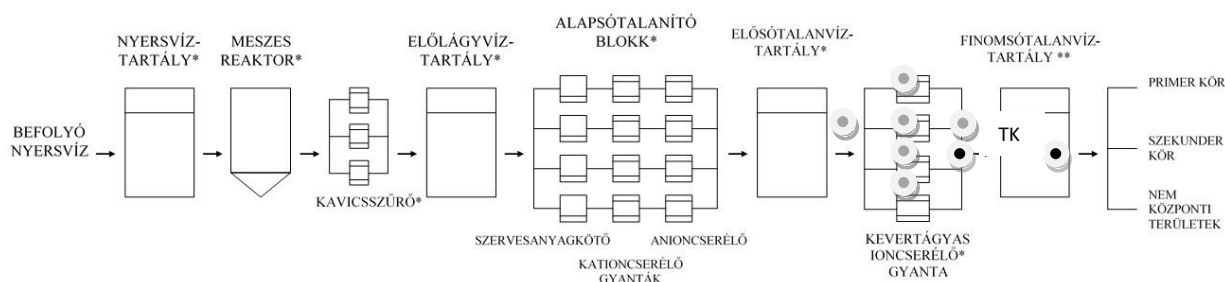 BEFOLYÓ
NYERSVÍZ
NYERSVÍZ-
TARTÁLY*
MESZES
REAKTOR*
KAVICSSZŰRŐ*
ELŐLÁGYVÍZ-
TARTÁLY*
ALAPSÓTALANÍTÓ
BLOKK*
SZERVESANYAGKÖTŐ
KATIONCSERÉLŐ
GYANTÁK
ANIONCSERÉLŐ
ELŐSÓTALANVÍZ-
TARTÁLY*
KEVERTÁGYAS
IONCSERÉLŐ*
GYANTA
TK
FINOMSÓTALANVÍZ-
TARTÁLY **
PRIMER KÖR
SZEKUNDER
KÖR
NEM
KÖZPONTI
TERÜLETEK